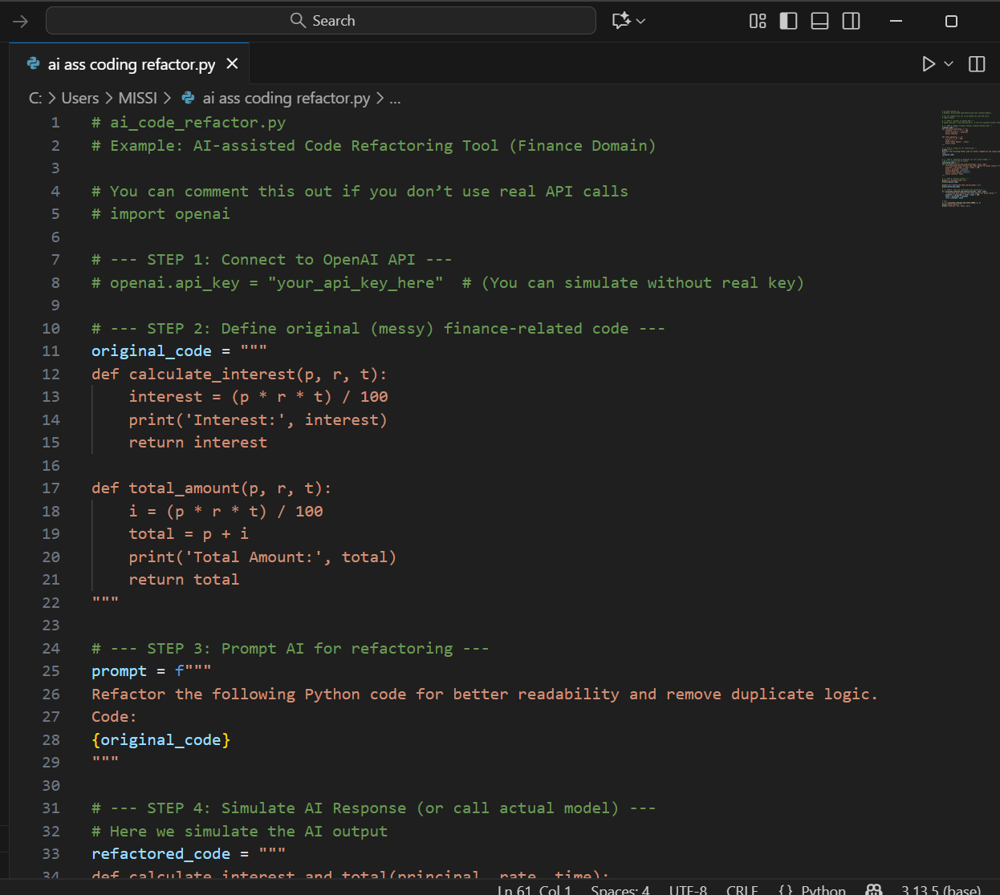 Search
ai ass coding refactor.py
C: > Users > MISSI > ai ass coding refactor.py > ...
1 # ai_code_refactor.py
2 # Example: AI-assisted Code Refactoring Tool (Finance Domain)
3
4 # You can comment this out if you don’t use real API calls
5 # import openai
6
7 # --- STEP 1: Connect to OpenAI API ---
8 # openai.api_key = "your_api_key_here"  # (You can simulate without real key)
9
10 # --- STEP 2: Define original (messy) finance-related code ---
11 original_code = """
12 def calculate_interest(p, r, t):
13     interest = (p * r * t) / 100
14     print('Interest:', interest)
15     return interest
16
17 def total_amount(p, r, t):
18     i = (p * r * t) / 100
19     total = p + i
20     print('Total Amount:', total)
21     return total
22 """
23
24 # --- STEP 3: Prompt AI for refactoring ---
25 prompt = f"""
26 Refactor the following Python code for better readability and remove duplicate logic.
27 Code:
28 {original_code}
29 """
30
31 # --- STEP 4: Simulate AI Response (or call actual model) ---
32 # Here we simulate the AI output
33 refactored_code = """
34 def calculate_interest_and_total(principal, rate, time):
Ln 61, Col 1 Spaces: 4 UTF-8 CRLF {} Python 3.13.5 (base)